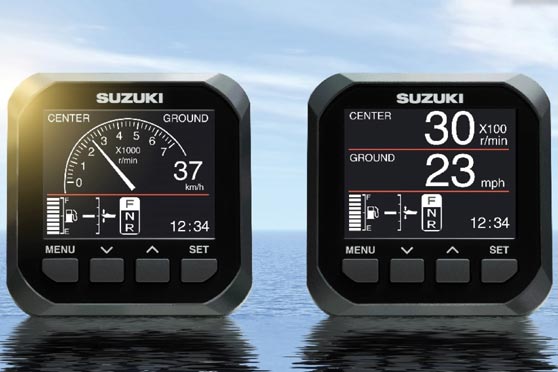 SUZUKI
CENTER GROUND
0 1 2 3 4 5 6 7
X1000
r/min
37
km/h
F
E
F
N
R
12:34
MENU SET
SUZUKI
CENTER
30 X100
r/min
GROUND
23 mph
F
E
F
N
R
12:34
MENU SET